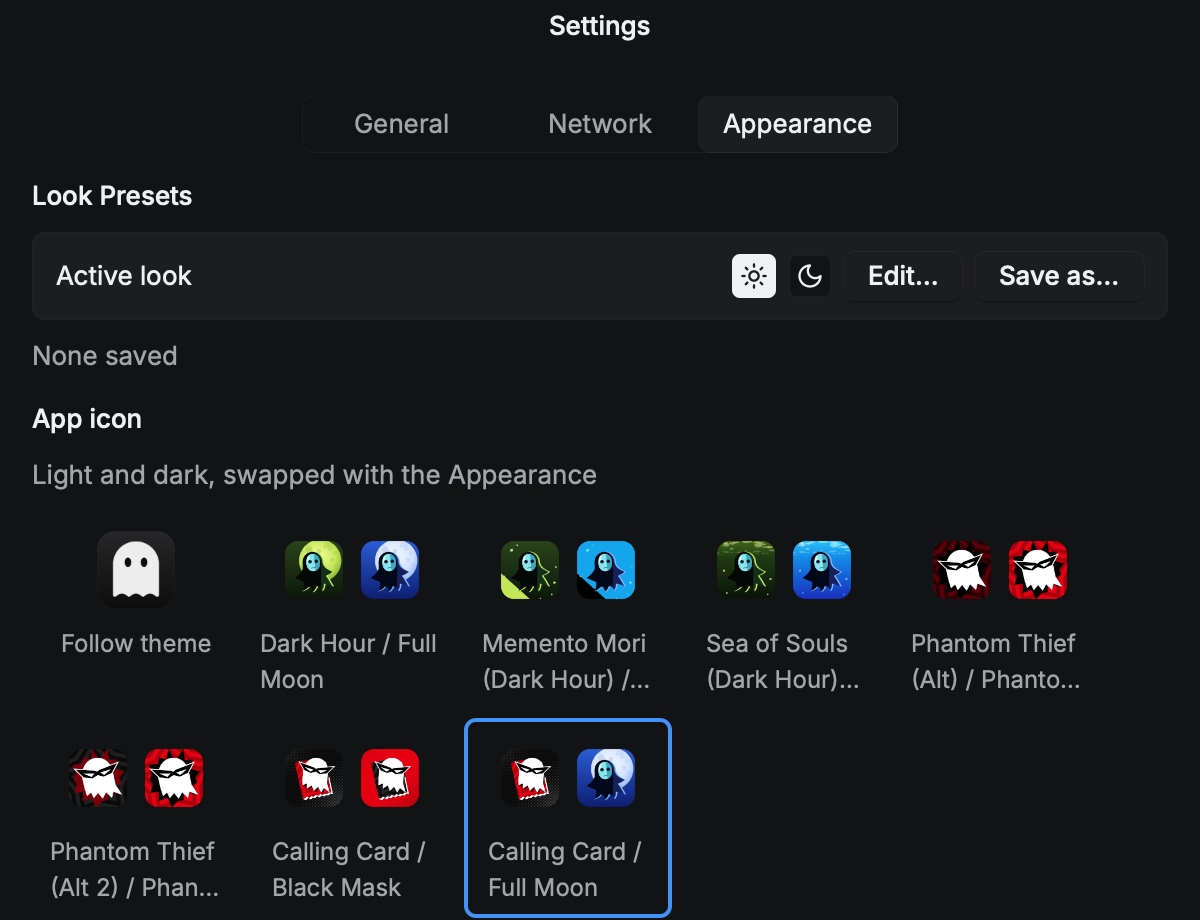 Settings
General
Network
Appearance
Look Presets
Active look
Edit...
Save as...
None saved
App icon
Light and dark, swapped with the Appearance
Follow theme
Dark Hour / Full
Moon
Memento Mori
(Dark Hour) /...
Sea of Souls
(Dark Hour)...
Phantom Thief
(Alt) / Phanto...
Phantom Thief
(Alt 2) / Phan...
Calling Card /
Black Mask
Calling Card /
Full Moon